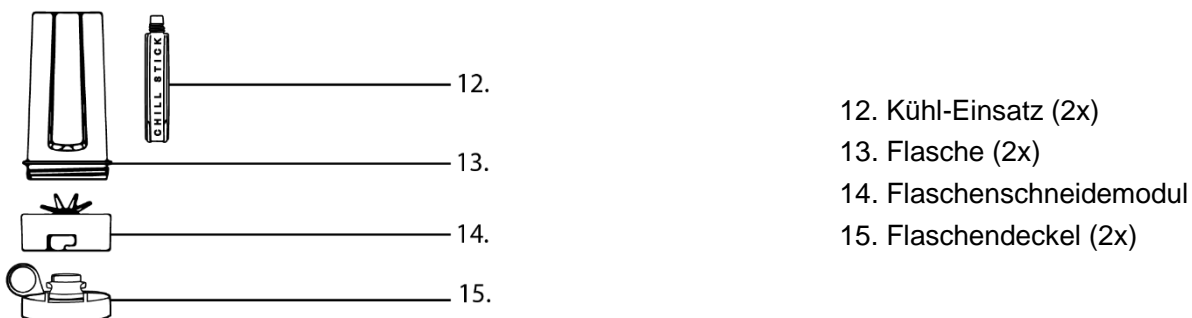 CHILL STICK
12.
13.
14.
15.
12. Kühl-Einsatz (2x)
13. Flasche (2x)
14. Flaschenschneidemodul
15. Flaschendeckel (2x)